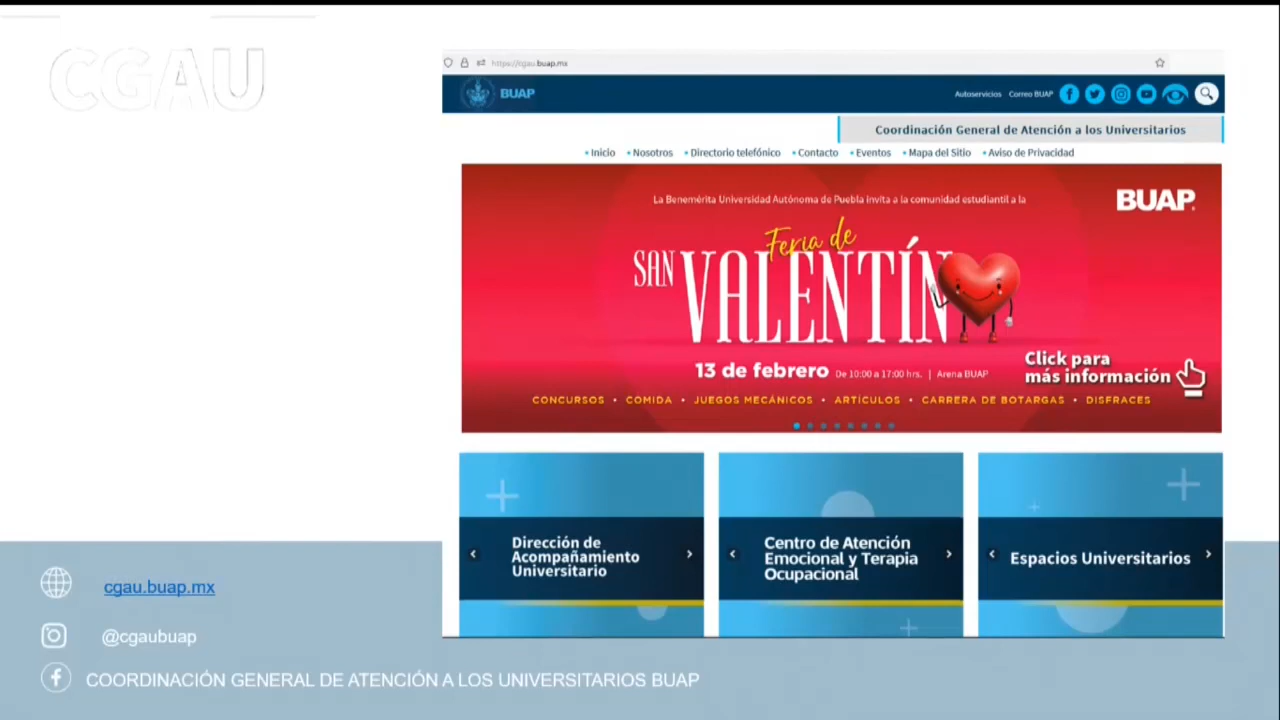 CGAU
https://cgau.buap.mx
BUAP
Autoservicios Correo BUAP
Coordinación General de Atención a los Universitarios
• Inicio • Nosotros • Directorio telefónico • Contacto • Eventos • Mapa del Sitio • Aviso de Privacidad
La Benemérita Universidad Autónoma de Puebla invita a la comunidad estudiantil a la
BUAP
Feria de
SAN VALENTÍN
13 de febrero De 10:00 a 17:00 hrs. | Arena BUAP
Click para
más información
CONCURSOS • COMIDA • JUEGOS MECÁNICOS • ARTÍCULOS • CARRERA DE BOTARGAS • DISFRACES
Dirección de
Acompañamiento
Universitario
Centro de Atención
Emocional y Terapia
Ocupacional
Espacios Universitarios
cgau.buap.mx
@cgaubuap
COORDINACIÓN GENERAL DE ATENCIÓN A LOS UNIVERSITARIOS BUAP